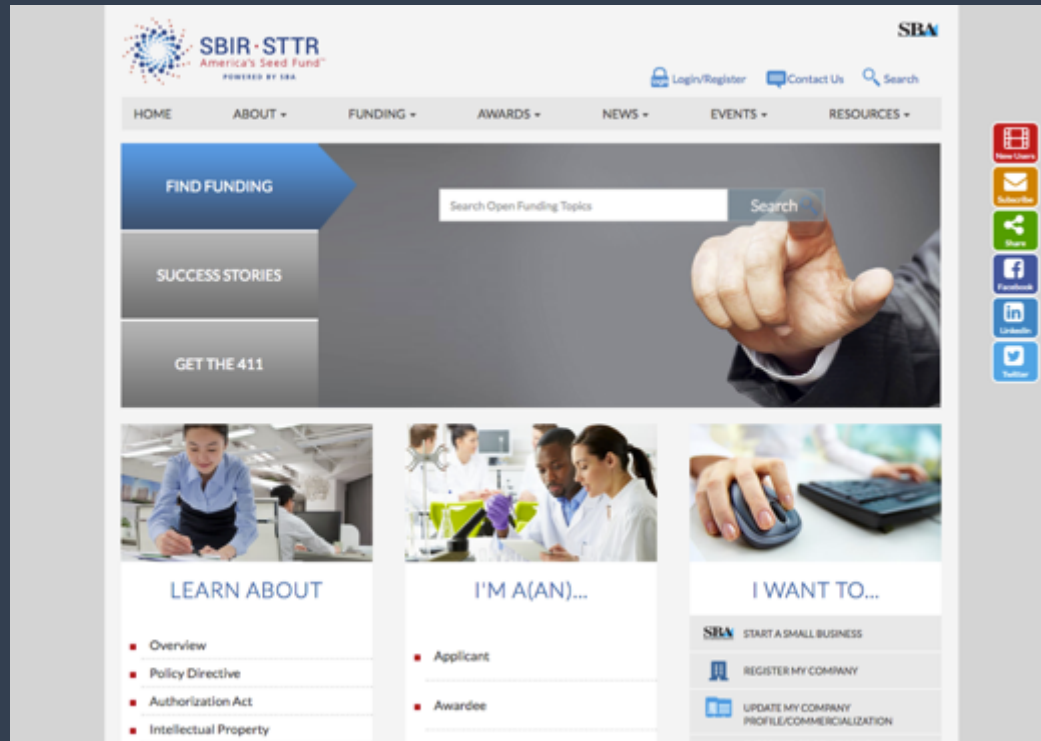 SBA
SBIR·STTR
America's Seed Fund™
POWERED BY SBA
Login/Register
Contact Us
Search
HOME
ABOUT
FUNDING
AWARDS
NEWS
EVENTS
RESOURCES
New Users
Subscribe
Share
Facebook
LinkedIn
Twitter
FIND FUNDING
SUCCESS STORIES
GET THE 411
Search Open Funding Topics
Search
LEARN ABOUT
Overview
Policy Directive
Authorization Act
Intellectual Property
I'M A(AN)...
Applicant
Awardee
I WANT TO...
SBA START A SMALL BUSINESS
REGISTER MY COMPANY
UPDATE MY COMPANY
PROFILE/COMMERCIALIZATION